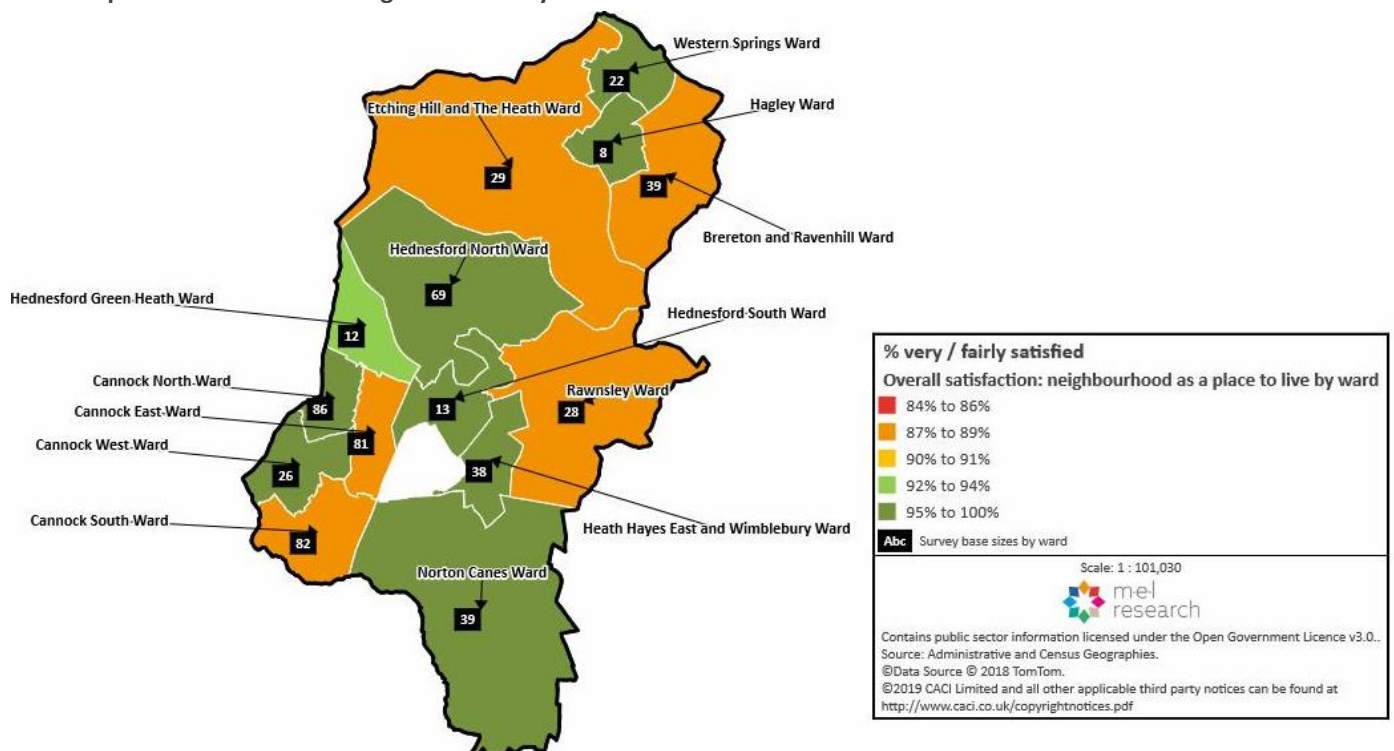 Western Springs Ward
22
Hagley Ward
Etching Hill and The Heath Ward
8
29
39
Brereton and Ravenhill Ward
Hednesford North Ward
69
Hednesford Green Heath Ward
Hednesford South Ward
12
Cannock North Ward
86
Rawnsley Ward
28
Cannock East Ward
13
81
Cannock West Ward
26
38
Cannock South Ward
82
Heath Hayes East and Wimblebury Ward
Norton Canes Ward
39
% very / fairly satisfied
Overall satisfaction: neighbourhood as a place to live by ward
84% to 86%
87% to 89%
90% to 91%
92% to 94%
95% to 100%
Abc Survey base sizes by ward
Scale: 1 : 101,030
m·e·l
research
Contains public sector information licensed under the Open Government Licence v3.0..
Source: Administrative and Census Geographies.
©Data Source © 2018 TomTom.
©2019 CACI Limited and all other applicable third party notices can be found at
http://www.caci.co.uk/copyrightnotices.pdf